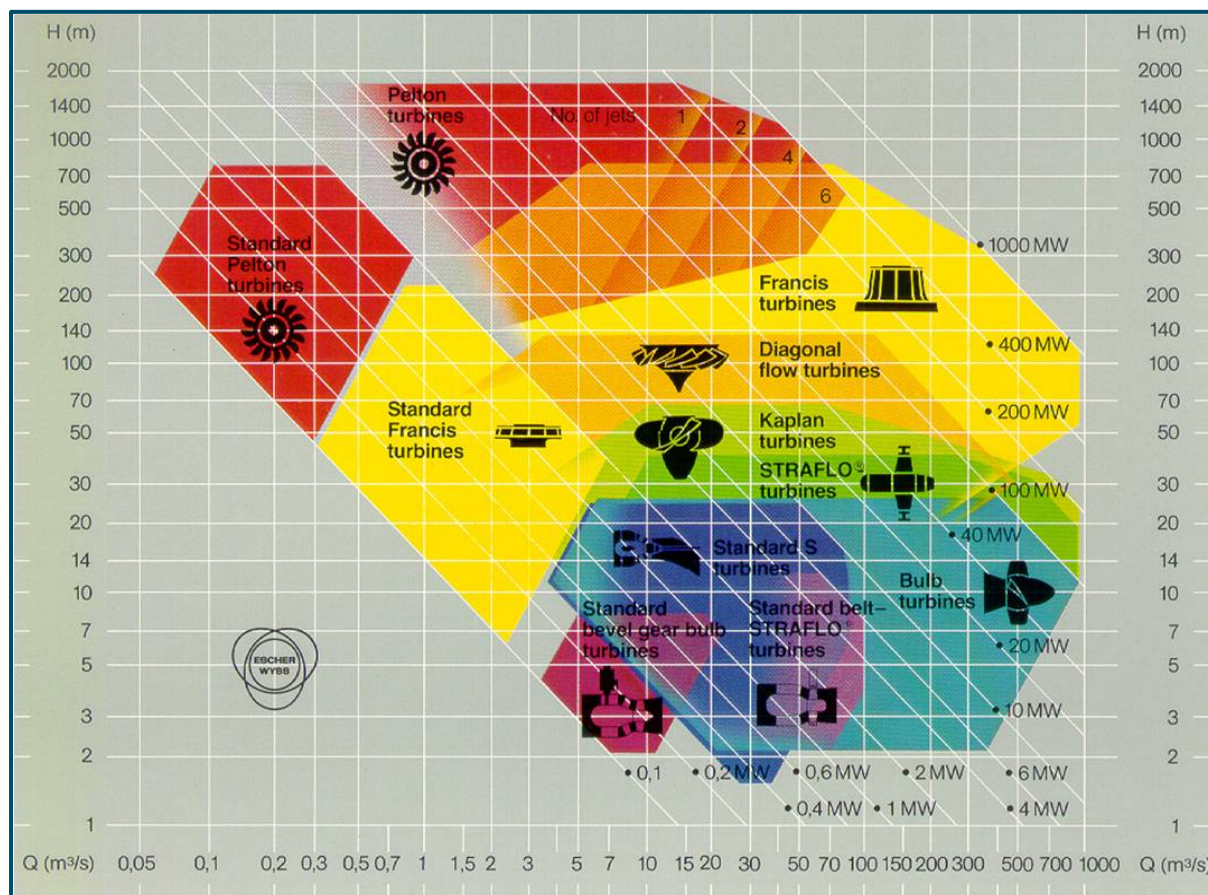 H (m)
H (m)
2000
1400
1000
700
500
300
200
140
100
70
50
30
20
14
10
7
5
3
2
1
Pelton
turbines
No. of jets
1
2
4
6
Standard
Pelton
turbines
1000 MW
Francis
turbines
400 MW
Diagonal
flow turbines
200 MW
Standard
Francis
turbines
Kaplan
turbines
STRAFLO®
turbines
100 MW
40 MW
Standard S
turbines
Bulb
turbines
Standard
bevel gear bulb
turbines
Standard belt–
STRAFLO®
turbines
20 MW
10 MW
ESCHER
WYSS
0,1
0,2 MW
0,6 MW
2 MW
6 MW
0,4 MW
1 MW
4 MW
2000
1400
1000
700
500
300
200
140
100
70
50
30
20
14
10
7
5
3
2
1
Q (m³/s) 0,05 0,1 0,2 0,3 0,5 0,7 1 1,5 2 3 5 7 10 15 20 30 50 70 100 150 200 300 500 700 1000 Q (m³/s)